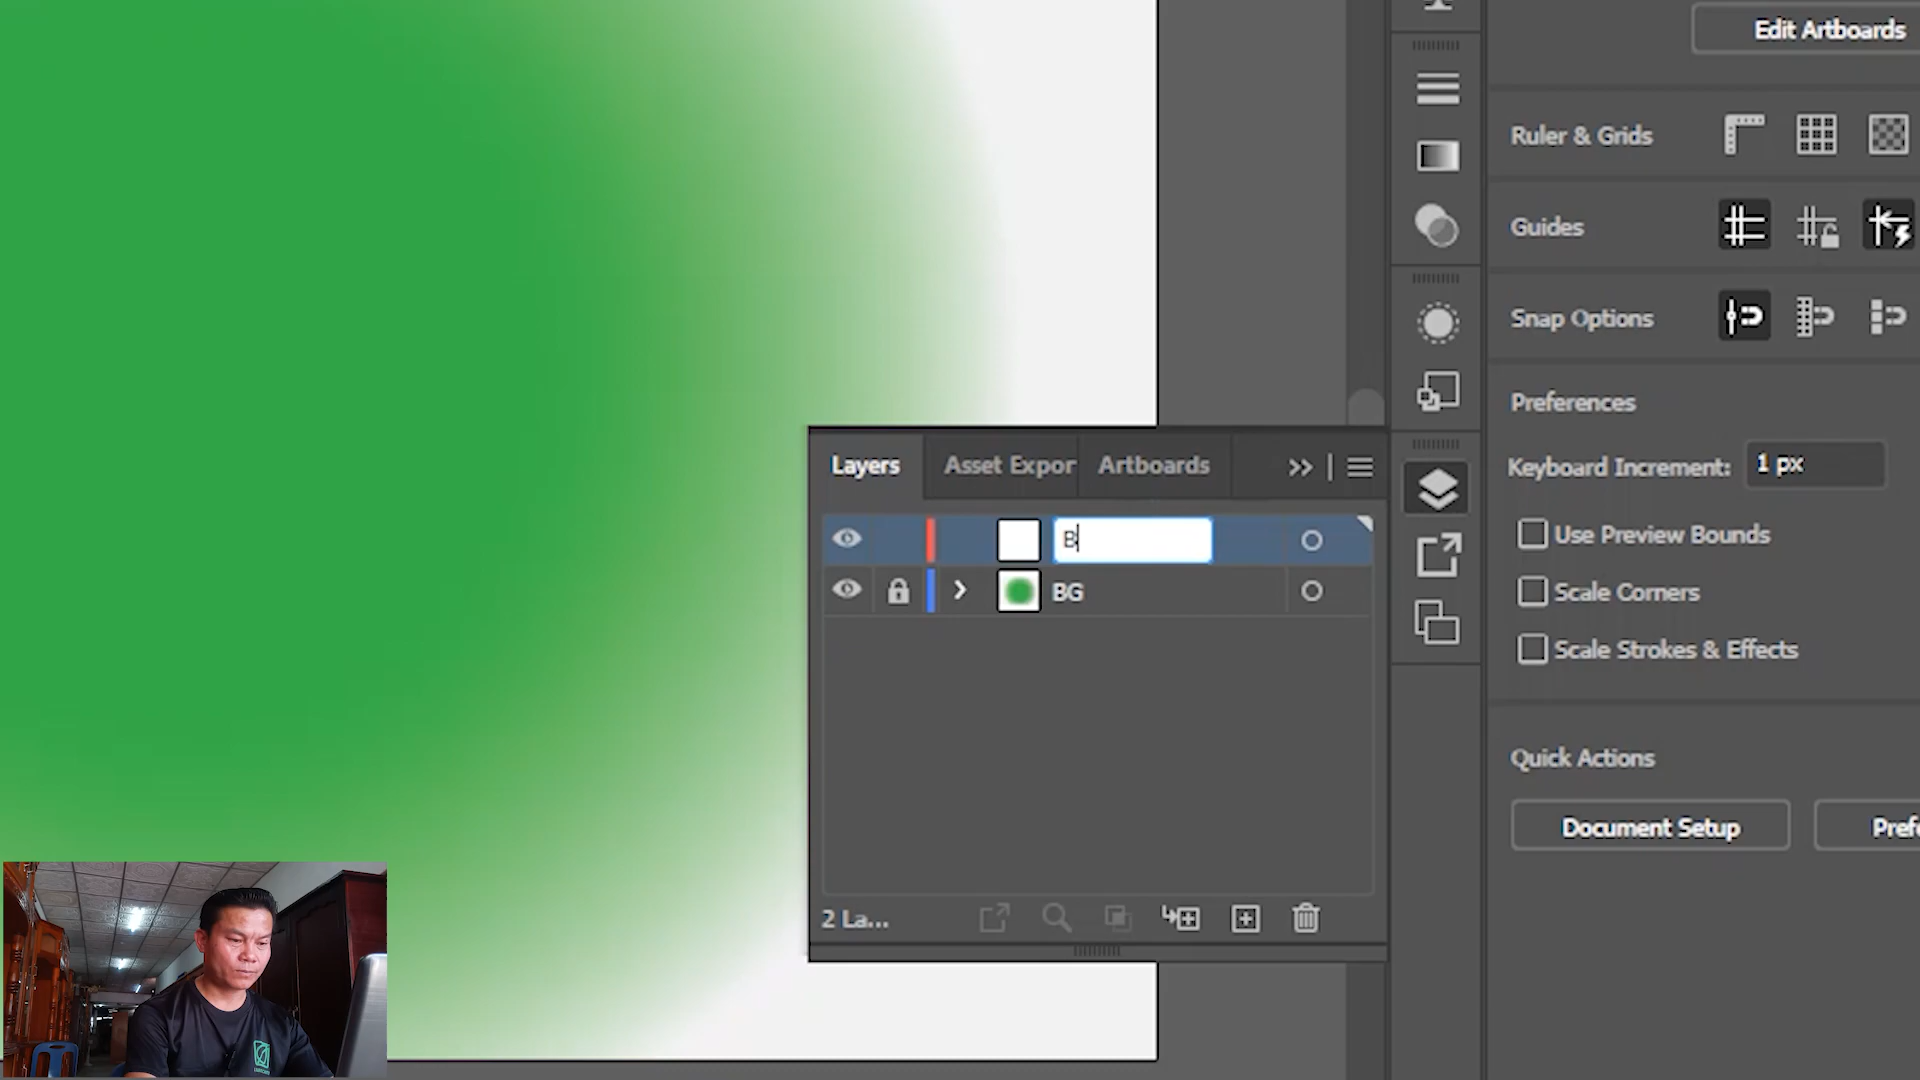 Edit Artboards
Ruler & Grids
Guides
Snap Options
Preferences
Keyboard Increment: 1 px
Use Preview Bounds
Scale Corners
Scale Strokes & Effects
Quick Actions
Document Setup
Prefe
Layers Asset Expor Artboards
B
BG
2 La...